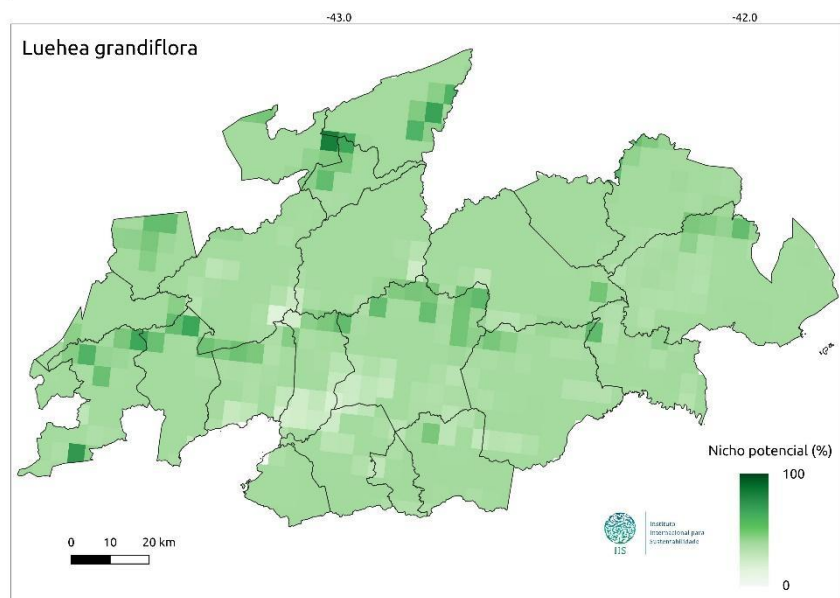 -43.0
-42.0
Luehea grandiflora
Nicho potencial (%)
100
0
0 10 20 km
IIS
Instituto
Internacional para
Sustentabilidade